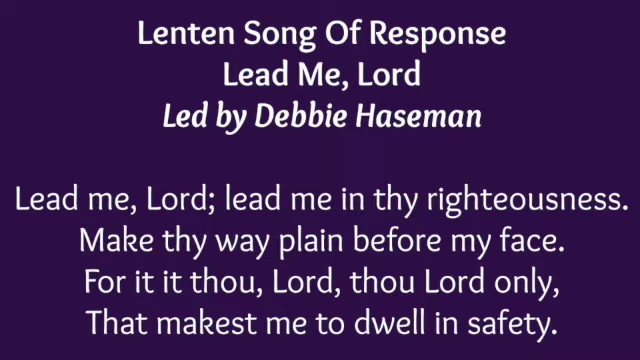 Lenten Song Of Response
Lead Me, Lord
Led by Debbie Haseman
Lead me, Lord; lead me in thy righteousness.
Make thy way plain before my face.
For it it thou, Lord, thou Lord only,
That makest me to dwell in safety.